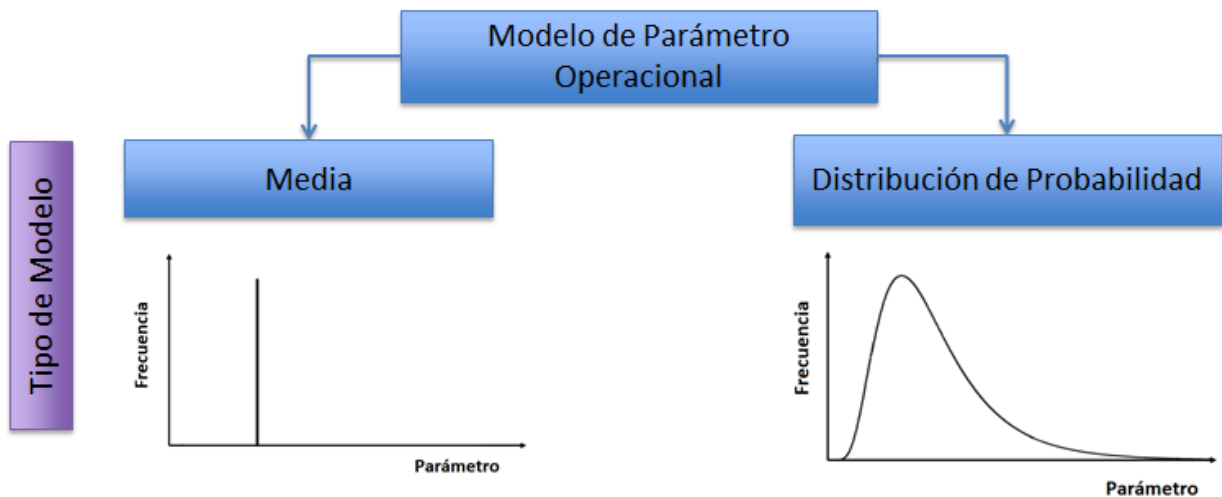 Modelo de Parámetro
Operacional
Tipo de Modelo
Media
Distribución de Probabilidad
Frecuencia
Parámetro
Frecuencia
Parámetro